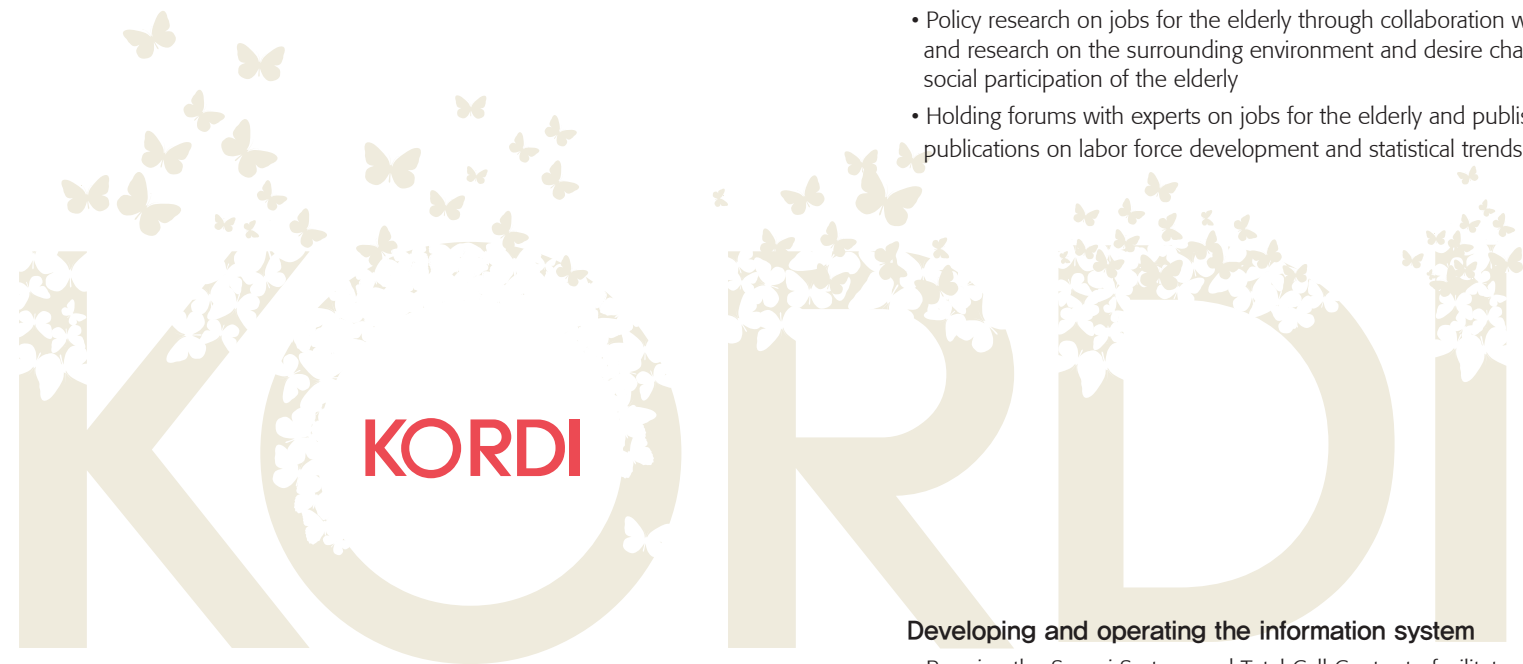 • Policy research on jobs for the elderly through collaboration
and research on the surrounding environment and desire
social participation of the elderly
• Holding forums with experts on jobs for the elderly and
publications on labor force development and statistical trends
KORDI
KORDI
Developing and operating the information system